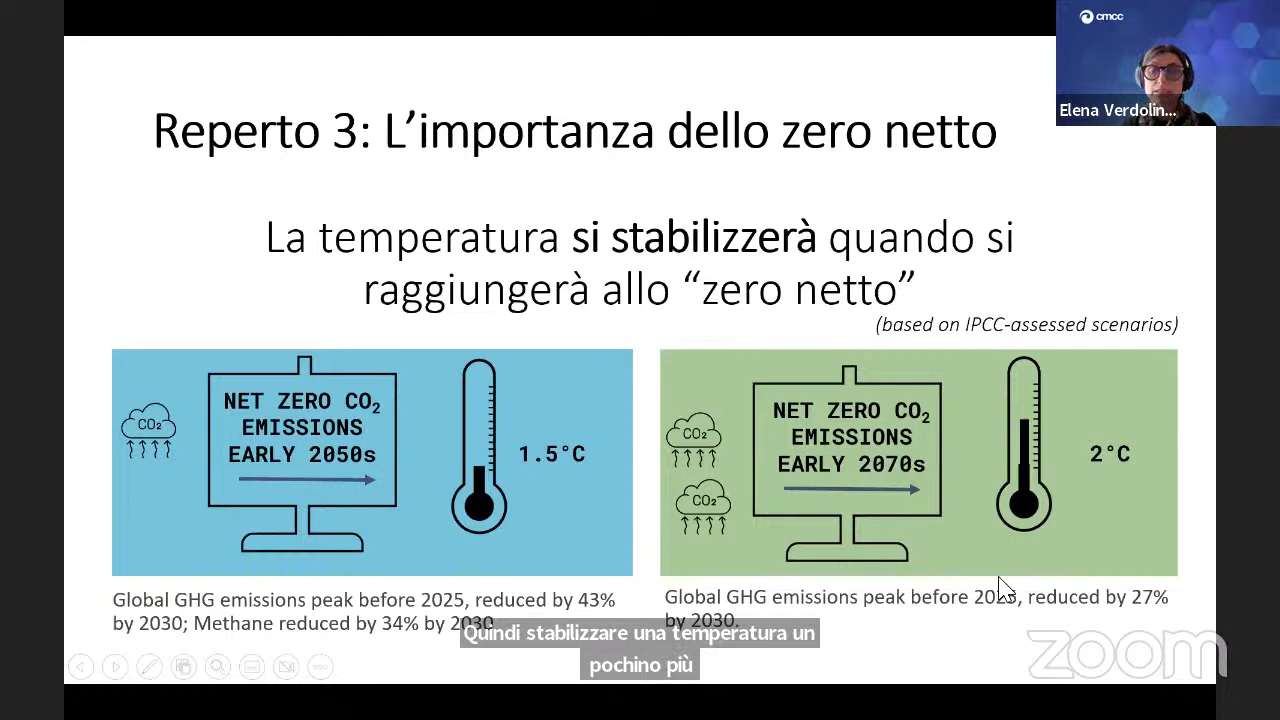 cmcc
Elena Verdolin...
Reperto 3: L’importanza dello zero netto
La temperatura si stabilizzerà quando si
raggiungerà allo “zero netto”
(based on IPCC-assessed scenarios)
CO₂
NET ZERO CO₂
EMISSIONS
EARLY 2050s
1.5°C
CO₂
CO₂
NET ZERO CO₂
EMISSIONS
EARLY 2070s
2°C
Global GHG emissions peak before 2025, reduced by 43%
by 2030; Methane reduced by 34% by 2030
Global GHG emissions peak before 2025, reduced by 27%
by 2030.
Quindi stabilizzare una temperatura un
pochino più
zoom